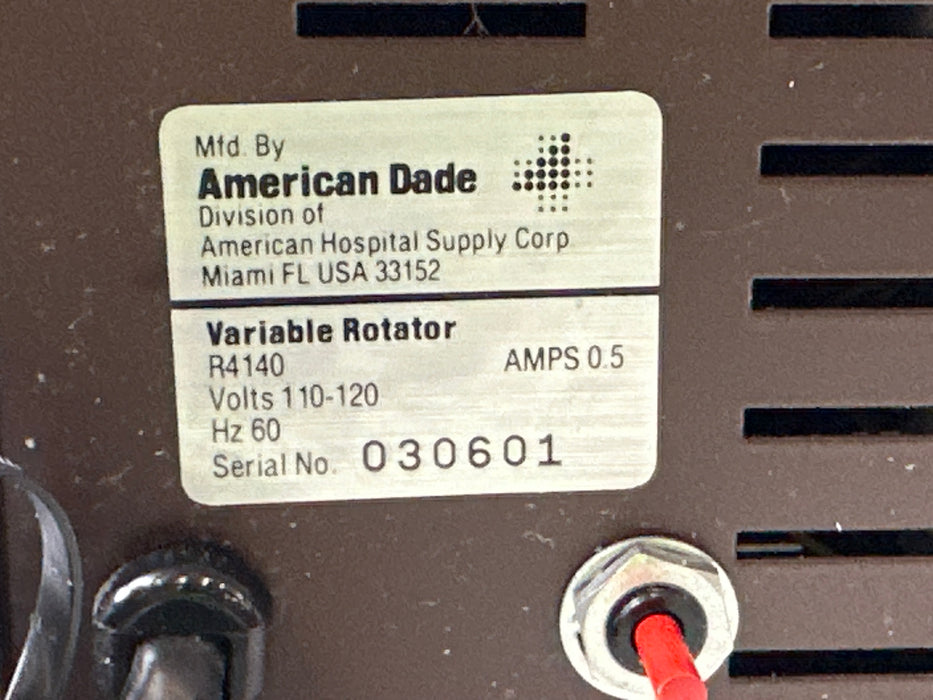 Mfd. By
American Dade
Division of
American Hospital Supply Corp
Miami FL USA 33152
Variable Rotator
R4140 AMPS 0.5
Volts 110-120
Hz 60
Serial No. 030601